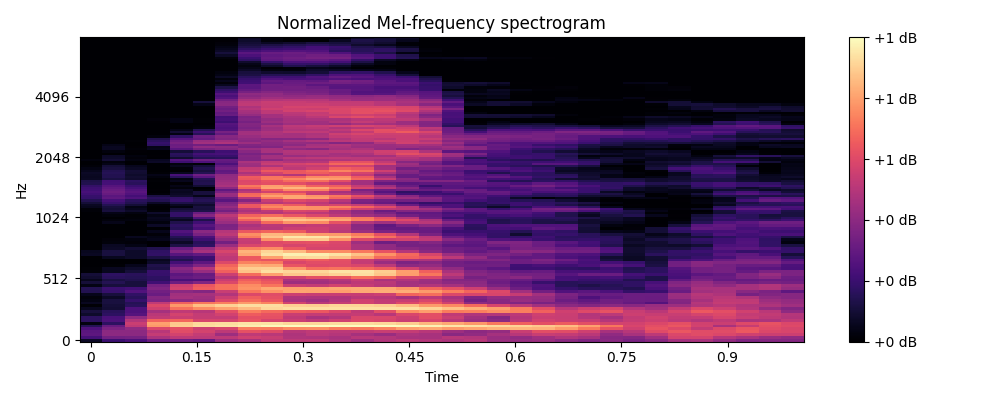 Normalized Mel-frequency spectrogram
Hz
4096
2048
1024
512
0
0 0.15 0.3 0.45 0.6 0.75 0.9
Time
+1 dB
+1 dB
+1 dB
+0 dB
+0 dB
+0 dB